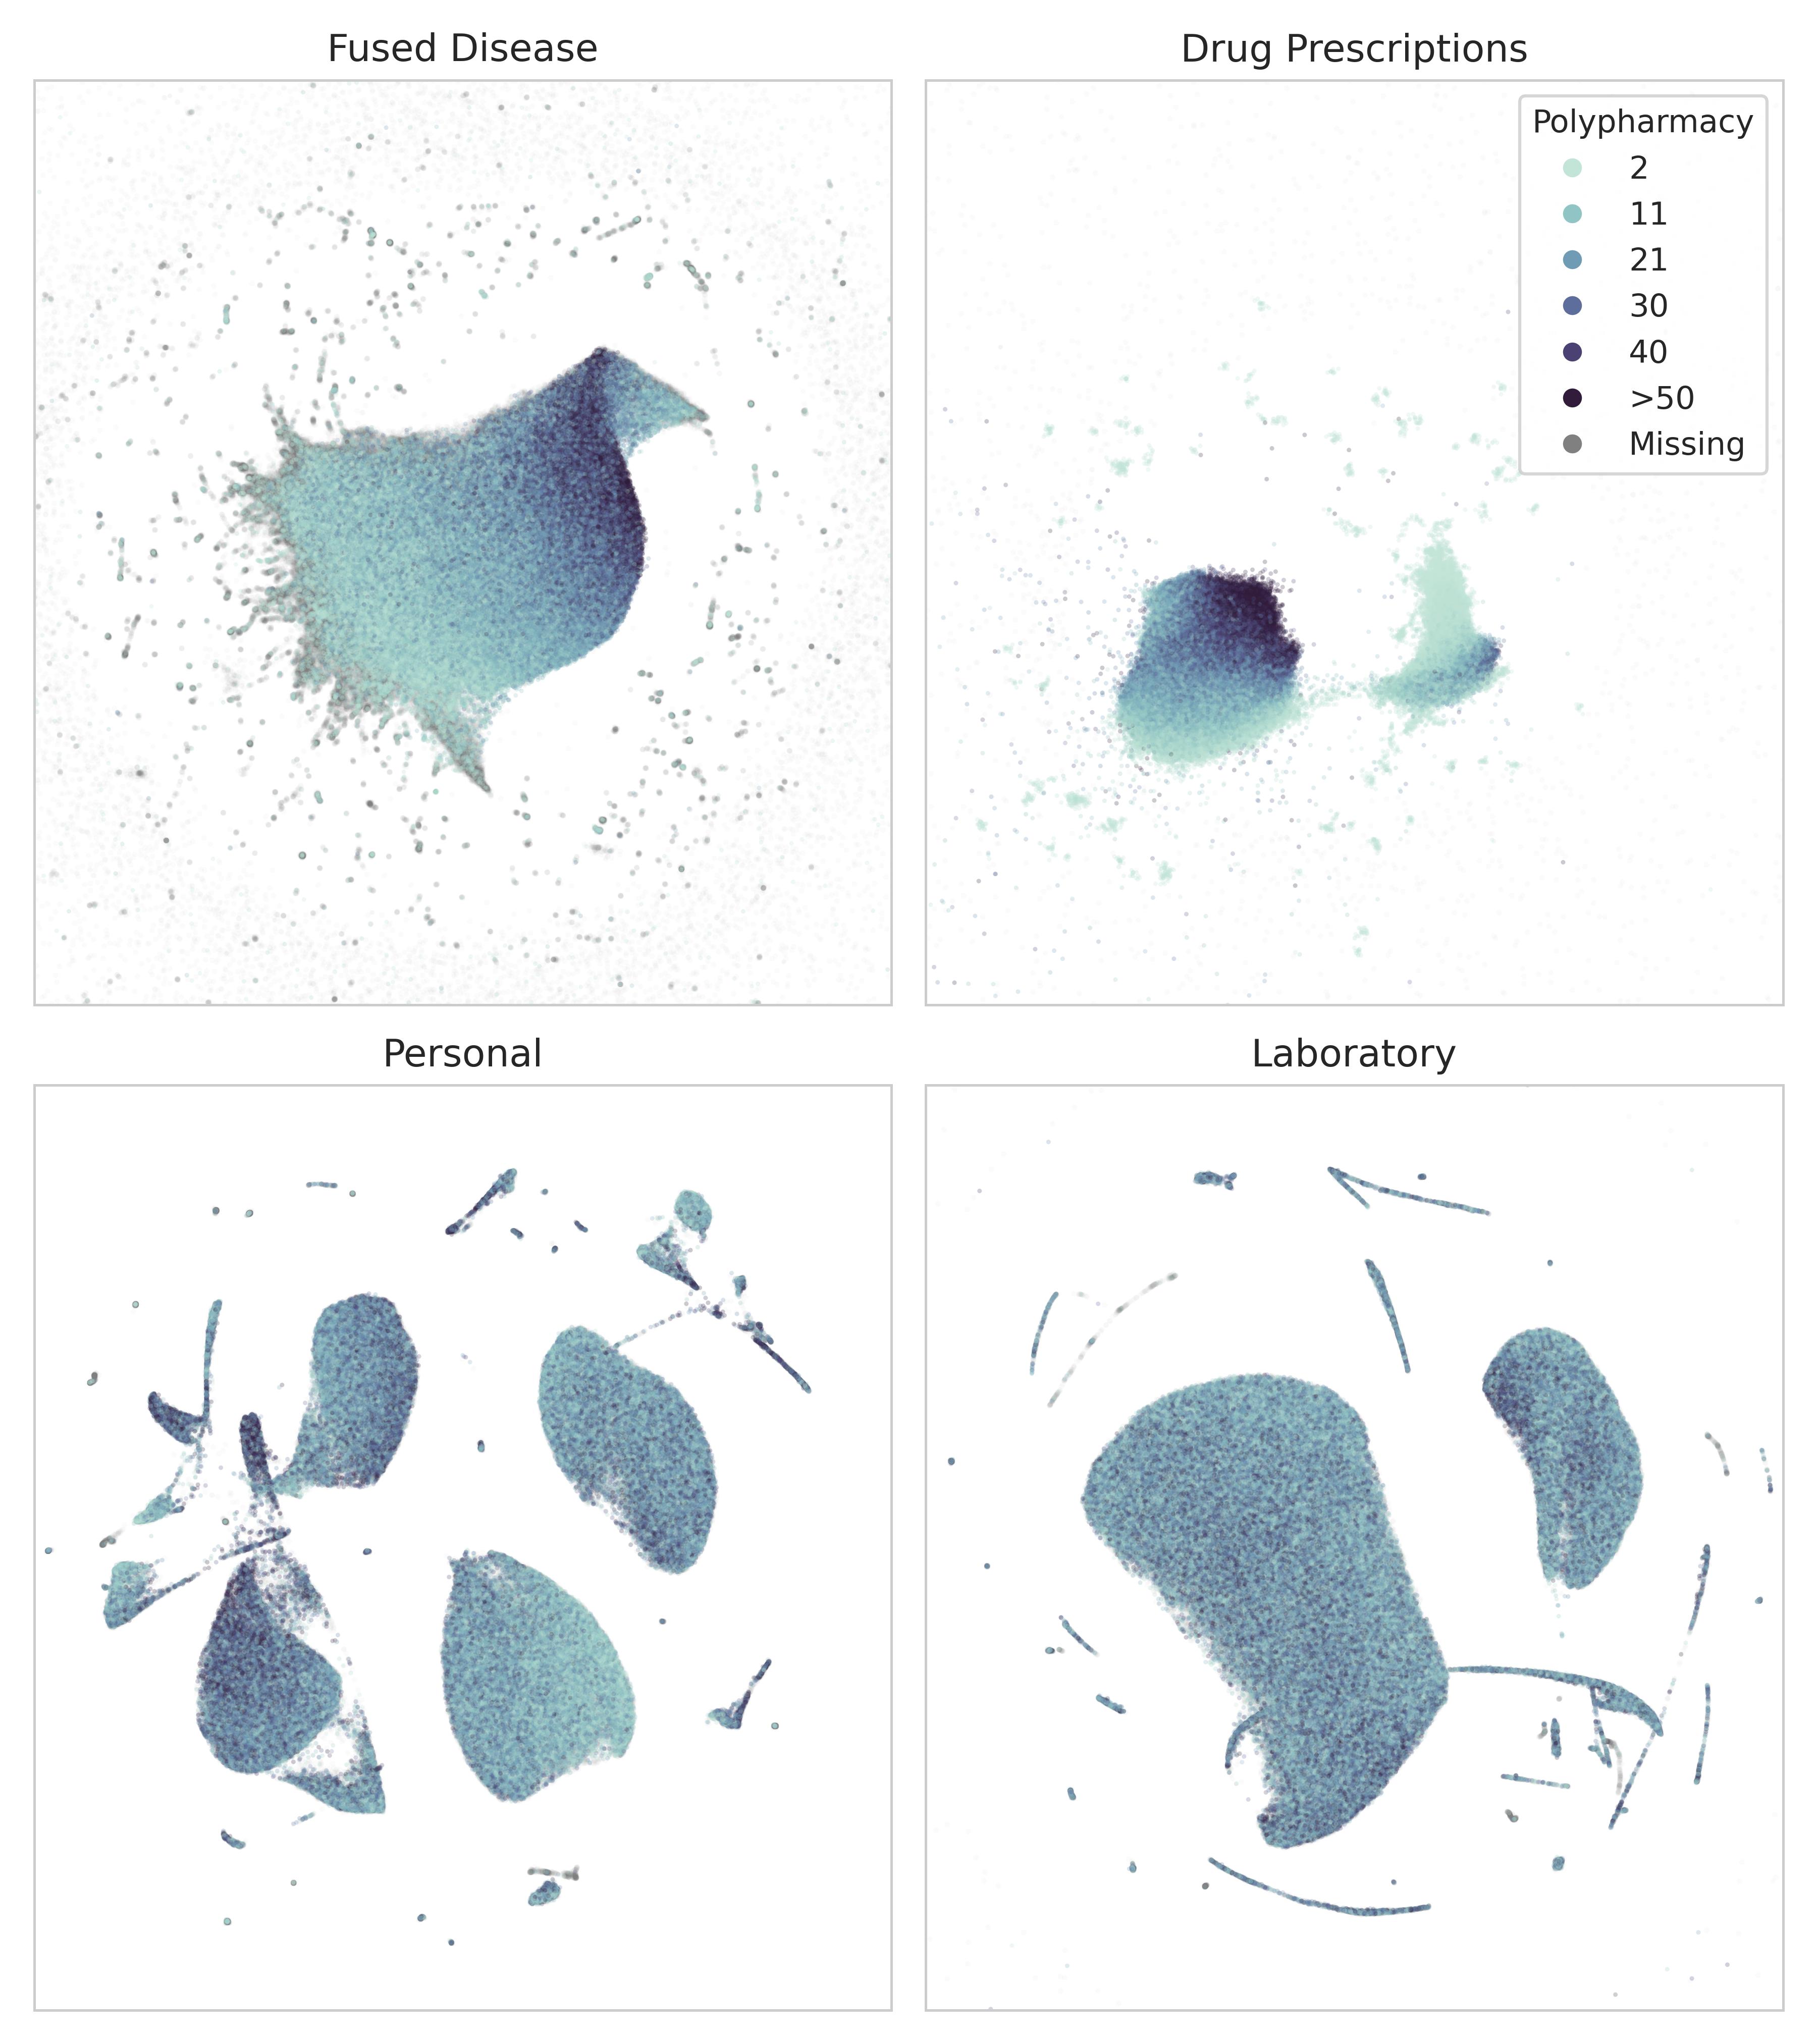 Fused Disease
Drug Prescriptions
Polypharmacy
2
11
21
30
40
>50
Missing
Personal
Laboratory